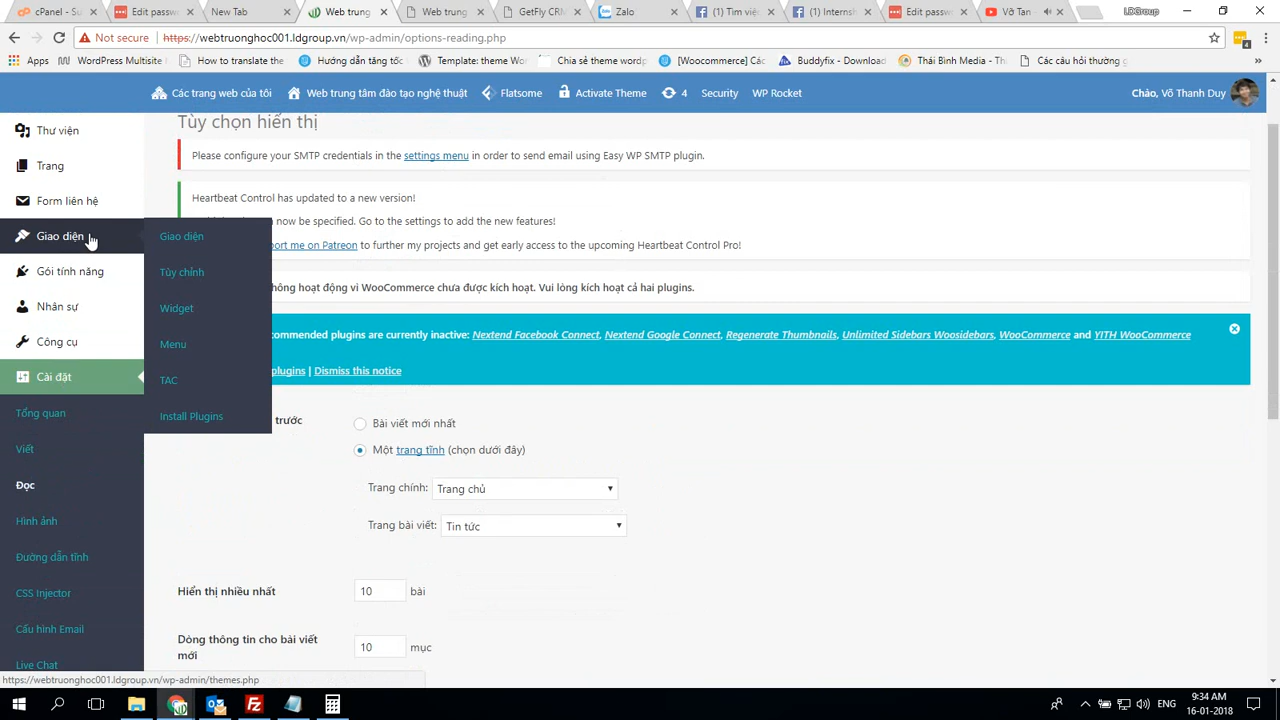 cPanel - Su
Edit passw
New Tab
Web trung
Web trung
GetFly CRM
Zalo
(1) Tìm việ
(1) Interns
Edit passw
Võ Tan
LDGroup
Not secure
https://webtruonghoc001.ldgroup.vn/wp-admin/options-reading.php
4
Apps
WordPress Multisite
How to translate the
Hướng dẫn tăng tốc
Template: theme Wo
Chia sẻ theme wordp
[Woocommerce] Các
Buddyfix - Download
Thái Bình Media - Th
Các câu hỏi thường g
Các trang web của tôi
Web trung tâm đào tạo nghệ thuật
Flatsome
Activate Theme
4
Security
WP Rocket
Chào, Võ Thanh Duy
Thư viện
Trang
Form liên hệ
Giao diện
Gói tính năng
Nhân sự
Công cụ
Cài đặt
Tổng quan
Viết
Đọc
Hình ảnh
Đường dẫn tĩnh
CSS Injector
Cấu hình Email
Live Chat
Giao diện
Tùy chỉnh
Widget
Menu
TAC
Install Plugins
Tùy chọn hiển thị
Please configure your SMTP credentials in the settings menu in order to send email using Easy WP SMTP plugin.
Heartbeat Control has updated to a new version!
now be specified. Go to the settings to add the new features!
port me on Patreon to further my projects and get early access to the upcoming Heartbeat Control Pro!
hông hoạt động vì WooCommerce chưa được kích hoạt. Vui lòng kích hoạt cả hai plugins.
commended plugins are currently inactive: Nextend Facebook Connect, Nextend Google Connect, Regenerate Thumbnails, Unlimited Sidebars Woosidebars, WooCommerce and YITH WooCommerce
plugins | Dismiss this notice
trước
Bài viết mới nhất
Một trang tĩnh (chọn dưới đây)
Trang chính: Trang chủ
Trang bài viết: Tin tức
Hiển thị nhiều nhất
10 bài
Dòng thông tin cho bài viết
mới
10 mục
https://webtruonghoc001.ldgroup.vn/wp-admin/themes.php
ENG
9:34 AM
16-01-2018